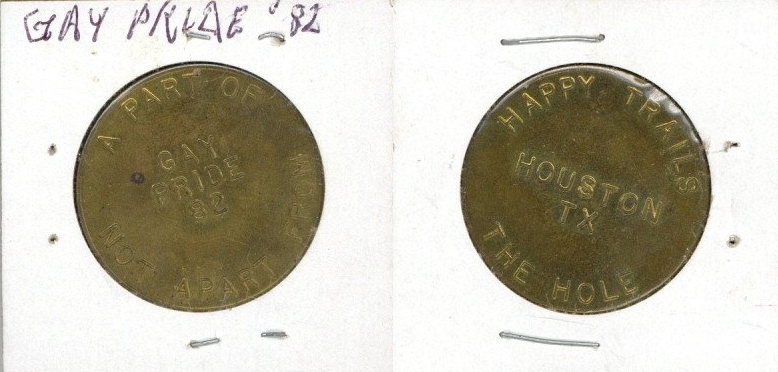 GAY PRIDE '82
A PART OF
GAY
PRIDE
82
NOT APART FROM
HAPPY TRAILS
HOUSTON
TX
THE HOLE